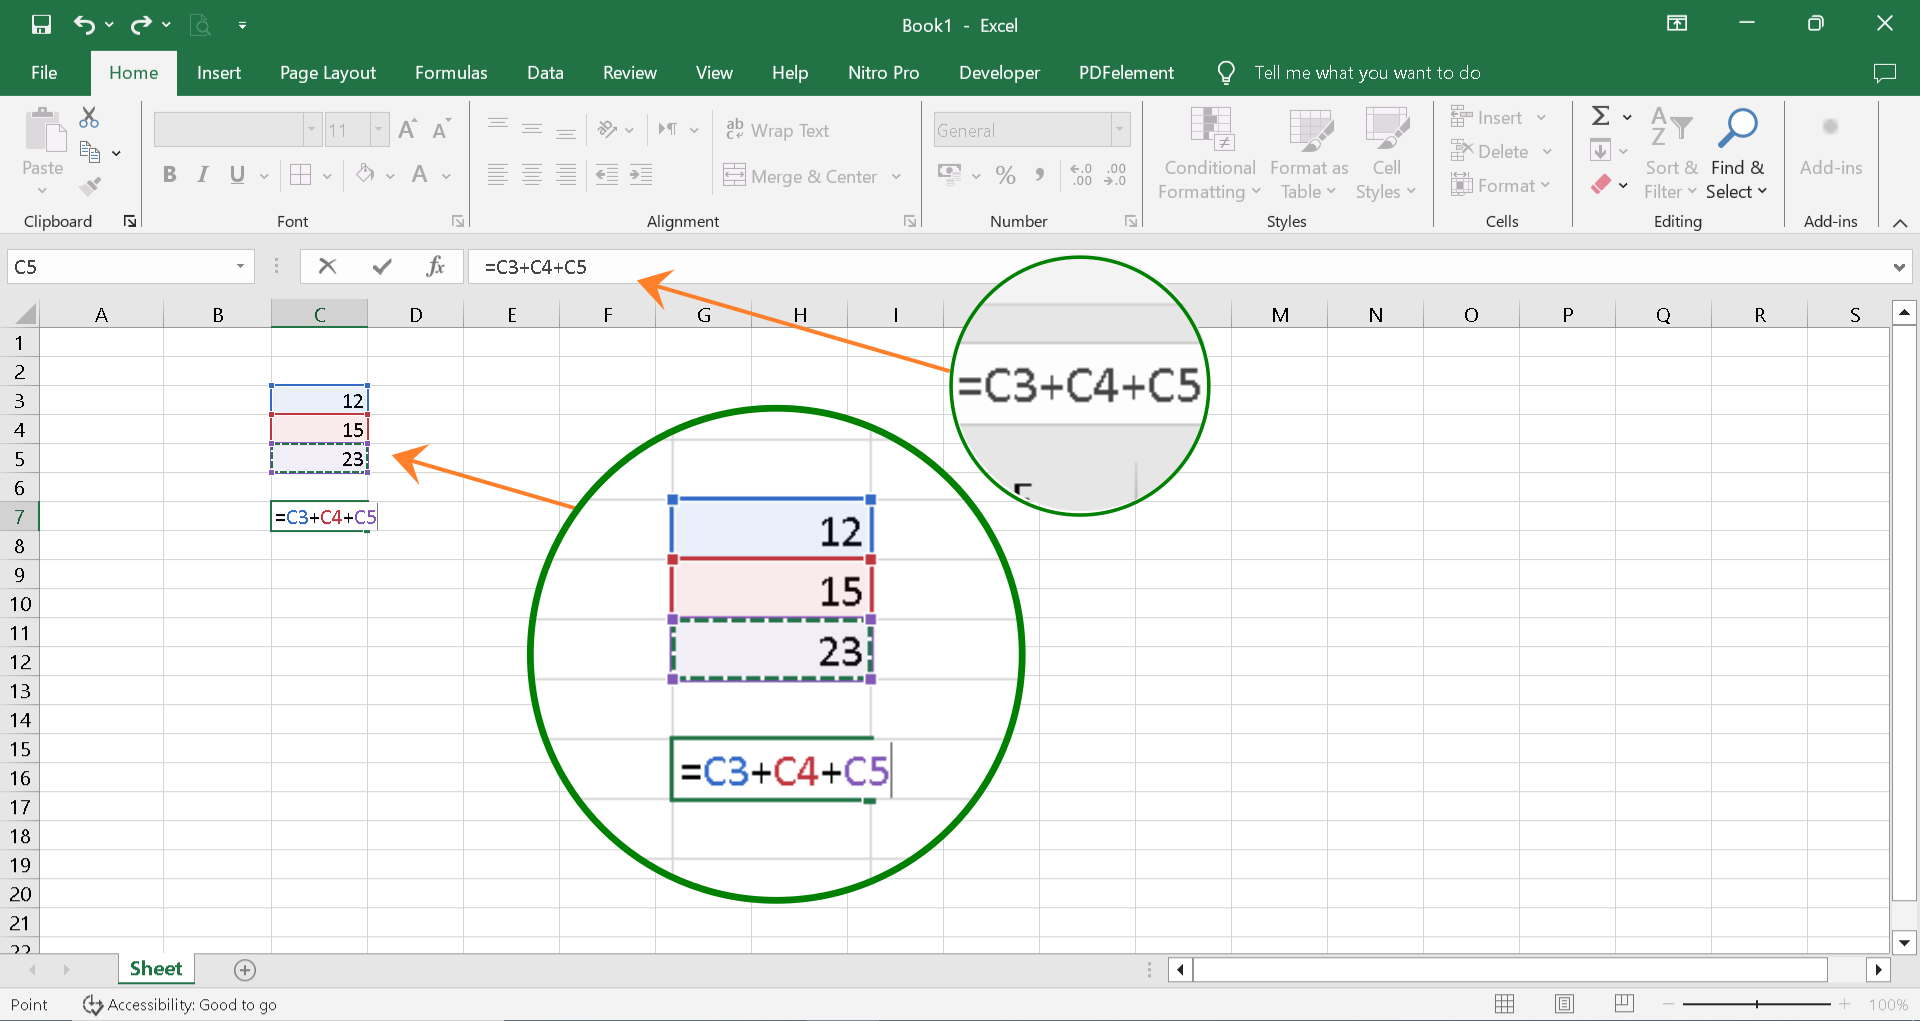 Book1 - Excel
File Home Insert Page Layout Formulas Data Review View Help Nitro Pro Developer PDFelement Tell me what you want to do
Paste
Clipboard
11
B I U A
Font
ab Wrap Text
Merge & Center
Alignment
General
% , .00 .00
Number
Conditional Formatting
Format as Table
Cell Styles
Styles
Insert
Delete
Format
Cells
Σ
Sort & Filter
Find & Select
Editing
Add-ins
Add-ins
C5 fx =C3+C4+C5
A B C D E F G H I M N O P Q R S
1
2
3 12
4 15
5 23
6
7 =C3+C4+C5
8
9
10
11
12
13
14
15
16
17
18
19
20
21
22
=C3+C4+C5
12
15
23
=C3+C4+C5
Sheet
Point Accessibility: Good to go 100%